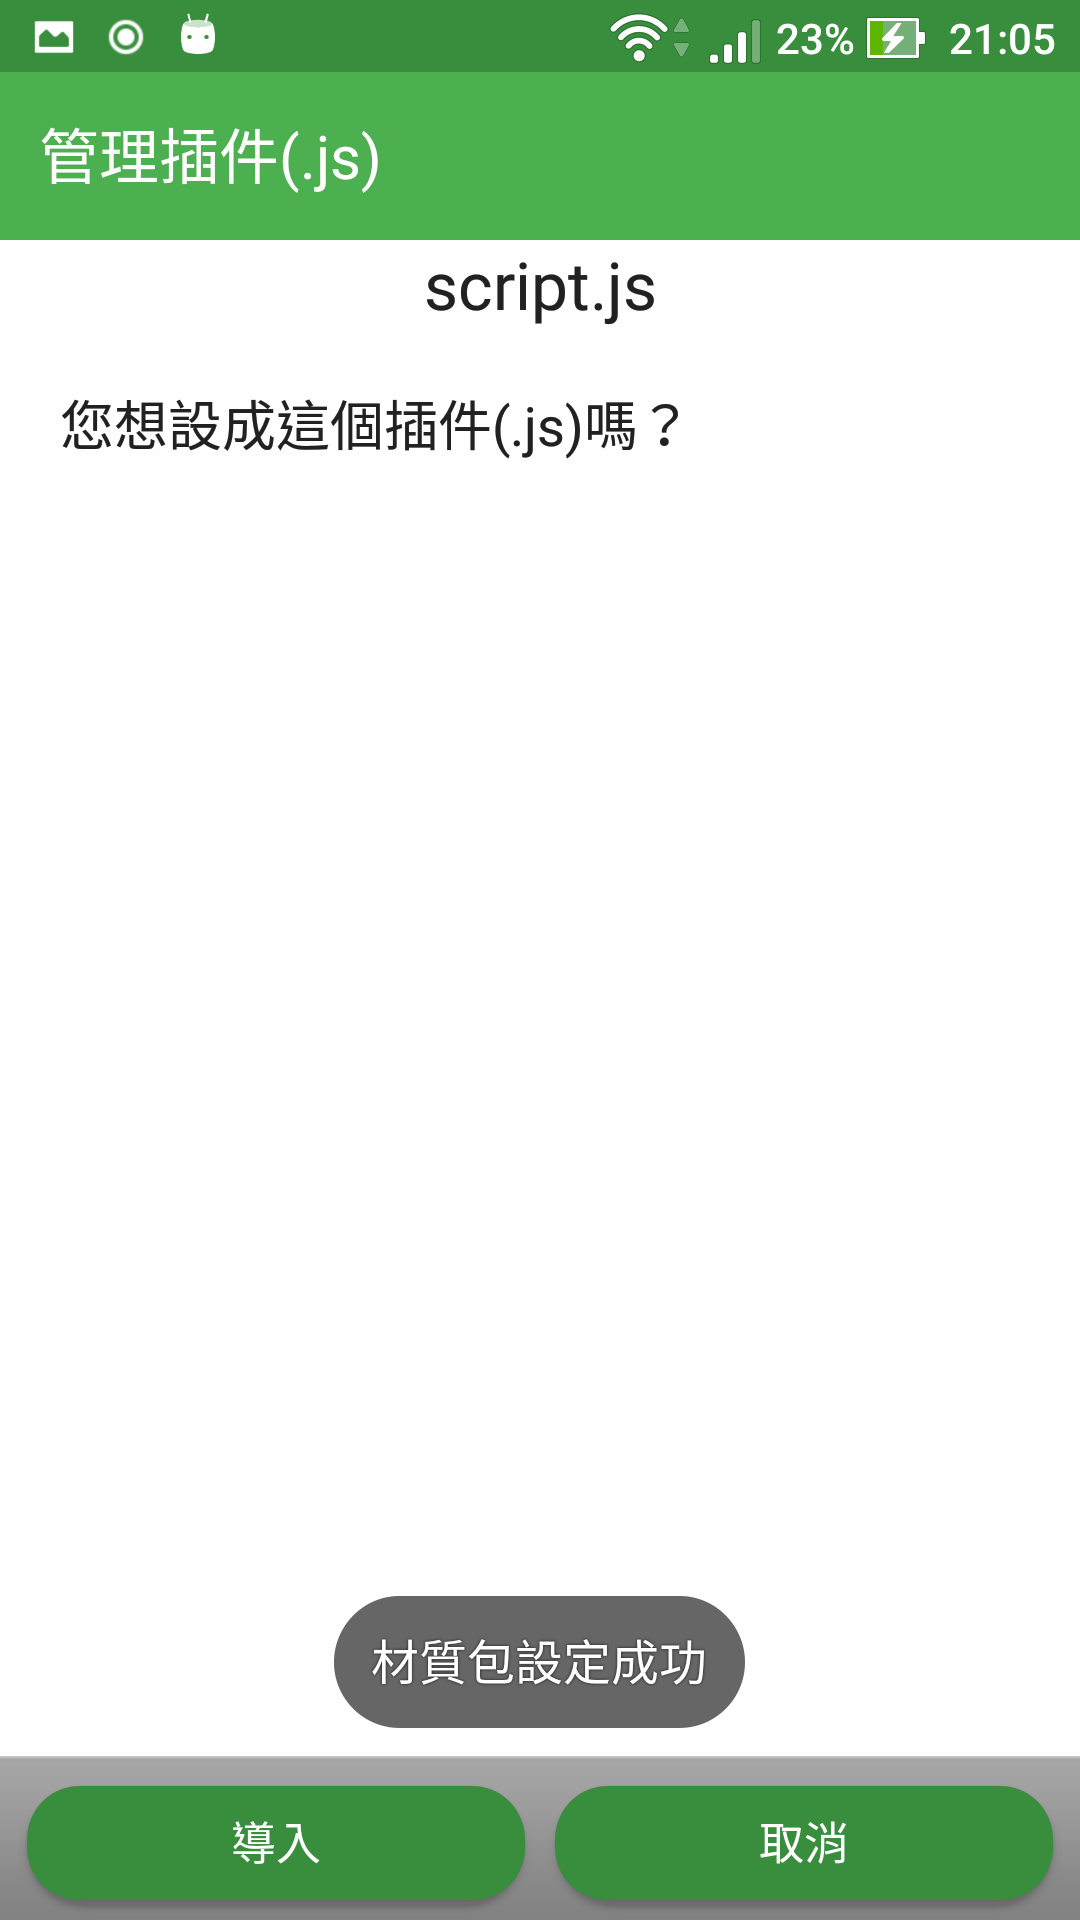 23% 21:05
管理插件(.js)
script.js
您想設成這個插件(.js)嗎？
材質包設定成功
導入 取消